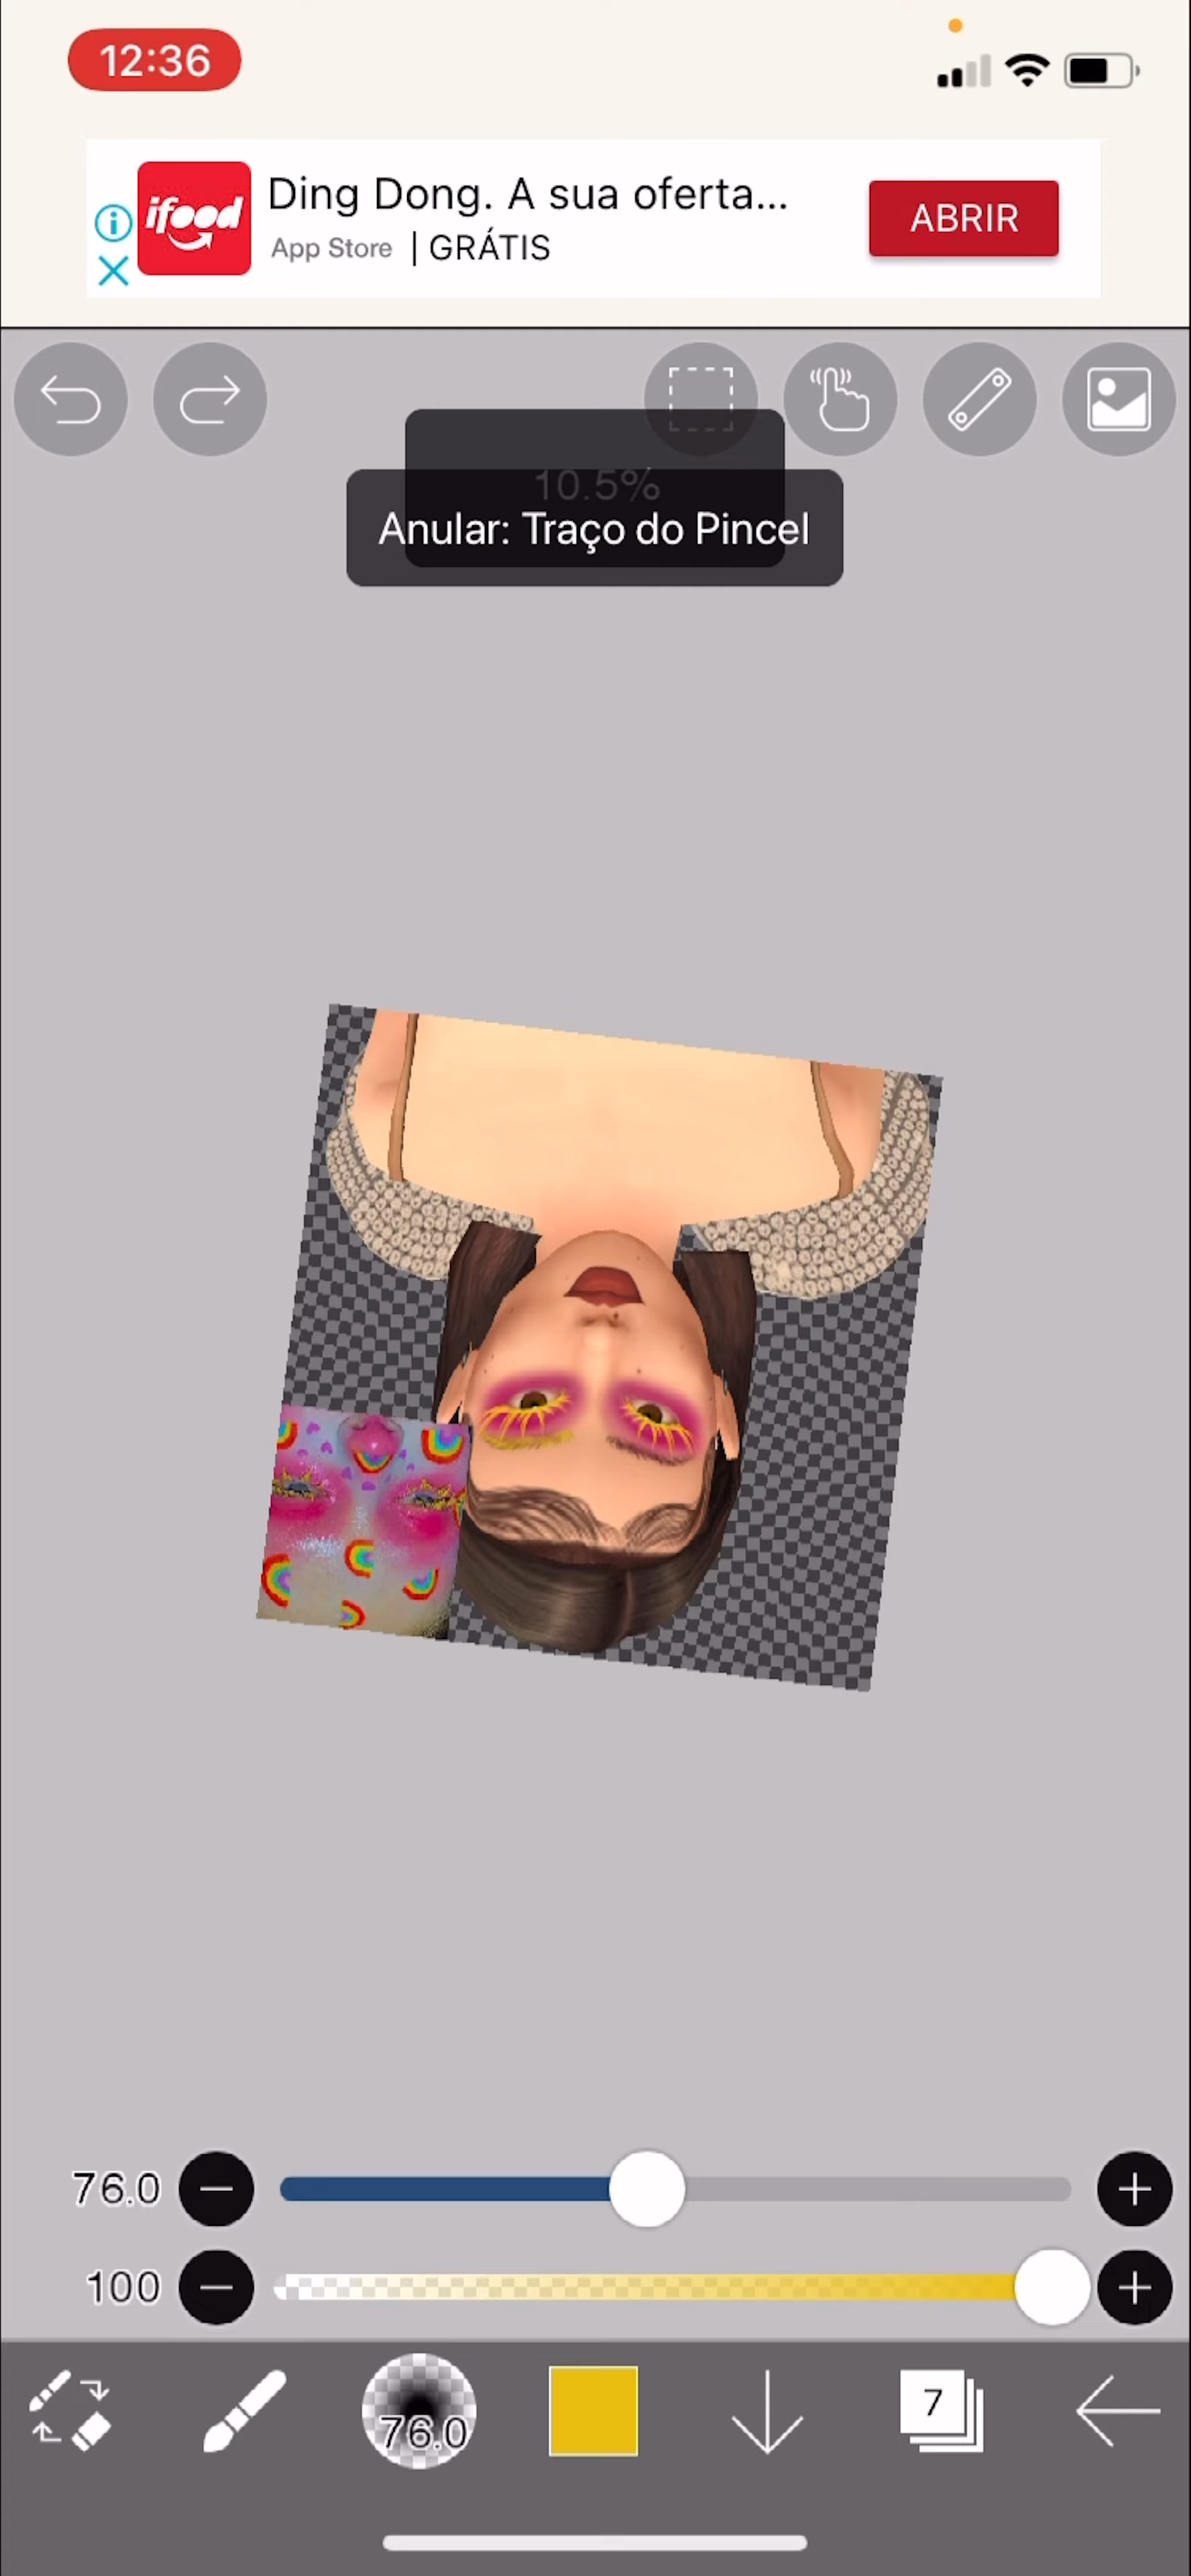 12:36
ifood
Ding Dong. A sua oferta...
App Store | GRÁTIS
ABRIR
10.5%
Anular: Traço do Pincel
76.0
100
76.0
7